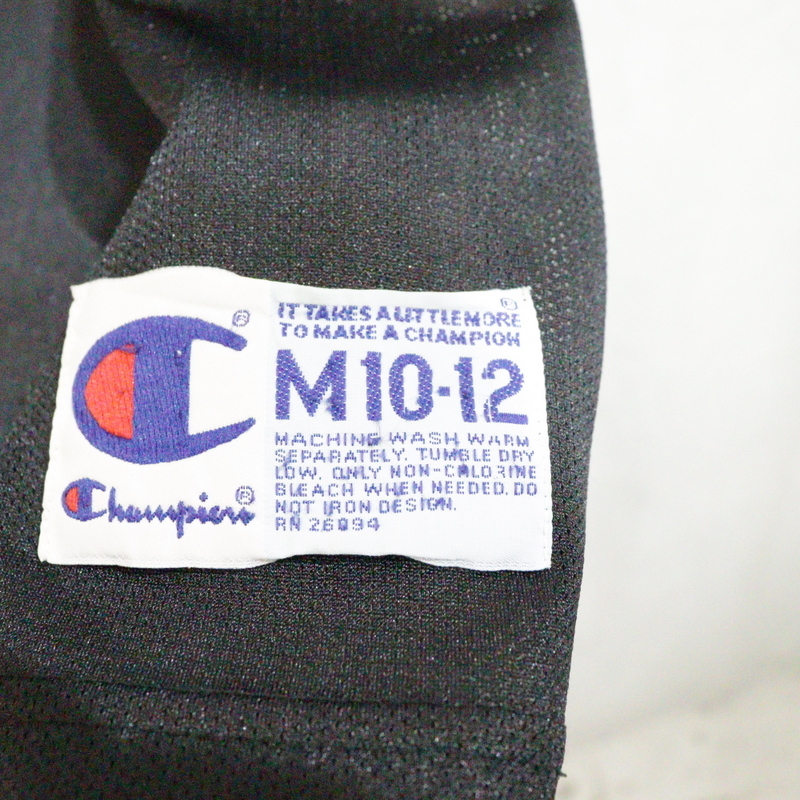 ®
IT TAKES A LITTLE MORE
TO MAKE A CHAMPION
M 10-12
MACHINE WASH WARM
SEPARATELY. TUMBLE DRY
LOW. ONLY NON-CHLORINE
BLEACH WHEN NEEDED. DO
NOT IRON DESIGN.
RN 26094
®
Champion®